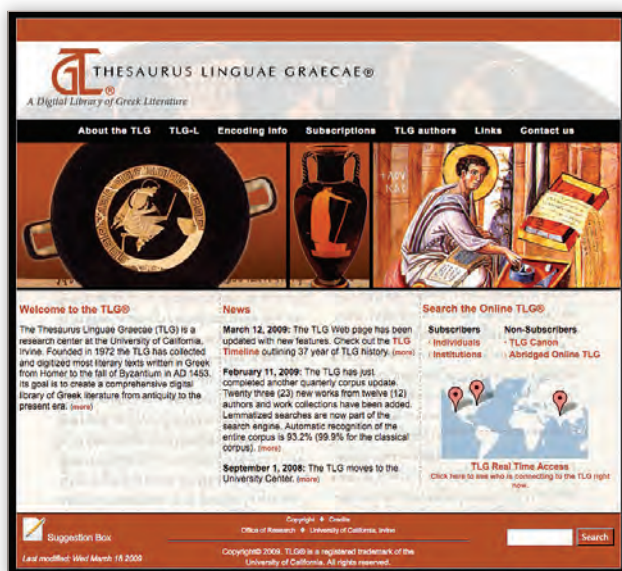 THESAURUS LINGUAE GRAECAE®
A Digital Library of Greek Literature
About the TLG TLG-L Encoding Info Subscriptions TLG authors Links Contact us
Welcome to the TLG®
The Thesaurus Linguae Graecae (TLG) is a
research center at the University of California,
Irvine. Founded in 1972 the TLG has collected
and digitized most literary texts written in Greek
from Homer to the fall of Byzantium in AD 1453.
Its goal is to create a comprehensive digital
library of Greek literature from antiquity to the
present era. (more)
News
March 12, 2009: The TLG Web page has been
updated with new features. Check out the TLG
Timeline outlining 37 year of TLG history. (more)
February 11, 2009: The TLG has just
completed another quarterly corpus update.
Twenty three (23) new works from twelve (12)
authors and work collections have been added.
Lemmatized searches are now part of the
search engine. Automatic recognition of the
entire corpus is 93.2% (99.9% for the classical
corpus). (more)
September 1, 2008: The TLG moves to the
University Center. (more)
Search the Online TLG®
Subscribers Non-Subscribers
Individuals TLG Canon
Institutions Abridged Online TLG
TLG Real Time Access
Click here to see who is connecting to the TLG right
now.
Suggestion Box
Last modified: Wed March 18 2009
Copyright Credits
Office of Research University of California, Irvine
Copyright© 2009. TLG® is a registered trademark of the
University of California. All rights reserved.
Search